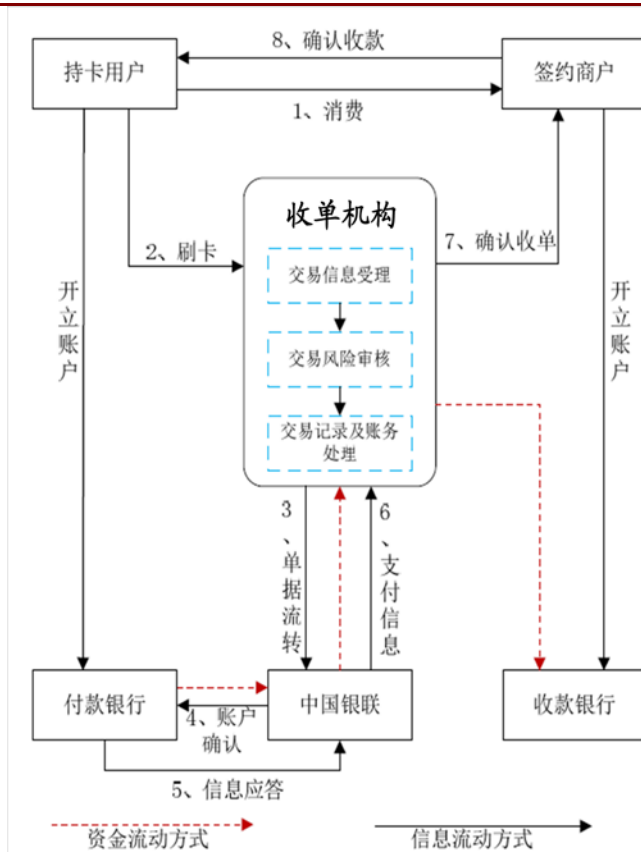 8、确认收款
持卡用户
签约商户
1、消费
收单机构
2、刷卡
7、确认收单
交易信息受理
开立账户
开立账户
交易风险审核
交易记录及账务
处理
3、单据流转
6、支付信息
付款银行
中国银联
收款银行
4、账户
确认
5、信息应答
资金流动方式
信息流动方式